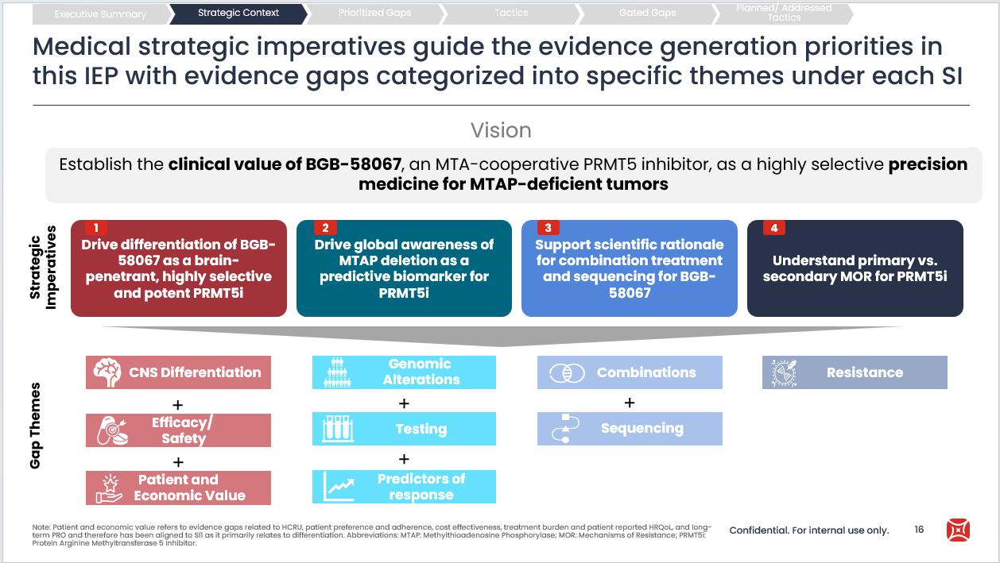 Executive Summary
Strategic Context
Prioritized Gaps
Tactics
Gated Gaps
Planned/ Addressed
Tactics
Medical strategic imperatives guide the evidence generation priorities in
this IEP with evidence gaps categorized into specific themes under each SI
Vision
Establish the clinical value of BGB-58067, an MTA-cooperative PRMT5 inhibitor, as a highly selective precision
medicine for MTAP-deficient tumors
Strategic
Imperatives
1
Drive differentiation of BGB-
58067 as a brain-
penetrant, highly selective
and potent PRMT5i
2
Drive global awareness of
MTAP deletion as a
predictive biomarker for
PRMT5i
3
Support scientific rationale
for combination treatment
and sequencing for BGB-
58067
4
Understand primary vs.
secondary MOR for PRMT5i
Gap Themes
CNS Differentiation
+
Efficacy/
Safety
+
Patient and
Economic Value
Genomic
Alterations
+
Testing
+
Predictors of
response
Combinations
+
Sequencing
Resistance
Note: Patient and economic value refers to evidence gaps related to HCRU, patient preference and adherence, cost effectiveness, treatment burden and patient reported HRQoL, and long-
term PRO and therefore has been aligned to SI1 as it primarily relates to differentiation. Abbreviations: MTAP: Methylthioadenosine Phosphorylase; MOR: Mechanisms of Resistance; PRMT5i:
Protein Arginine Methyltransferase 5 inhibitor.
Confidential. For internal use only.
16